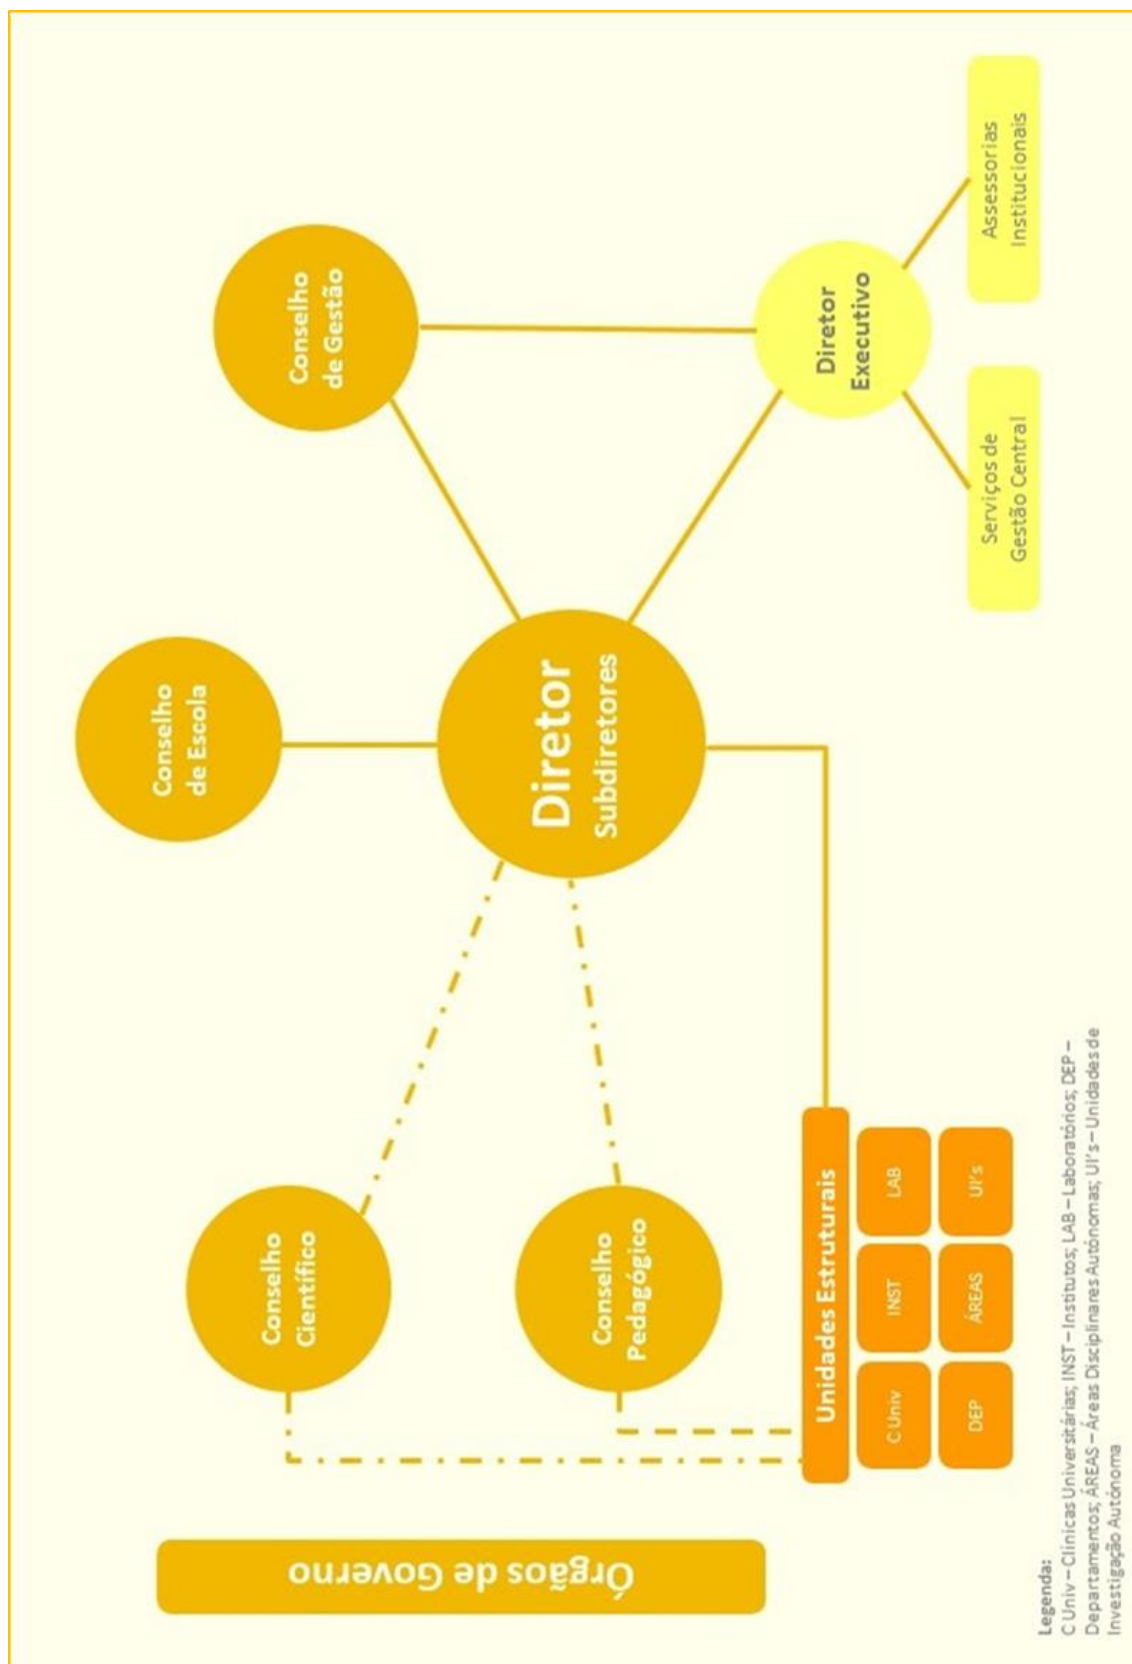 Órgãos de Governo
Conselho
de Escola
Conselho
Científico
Conselho
de Gestão
Diretor
Subdiretores
Conselho
Pedagógico
Diretor
Executivo
Unidades Estruturais
C Univ
INST
LAB
DEP
ÁREAS
UI's
Serviços de
Gestão Central
Assessorias
Institucionais
Legenda:
C Univ – Clínicas Universitárias; INST – Institutos; LAB – Laboratórios; DEP –
Departamentos; ÁREAS – Áreas Disciplinares Autónomas; UI's – Unidades de
Investigação Autónoma